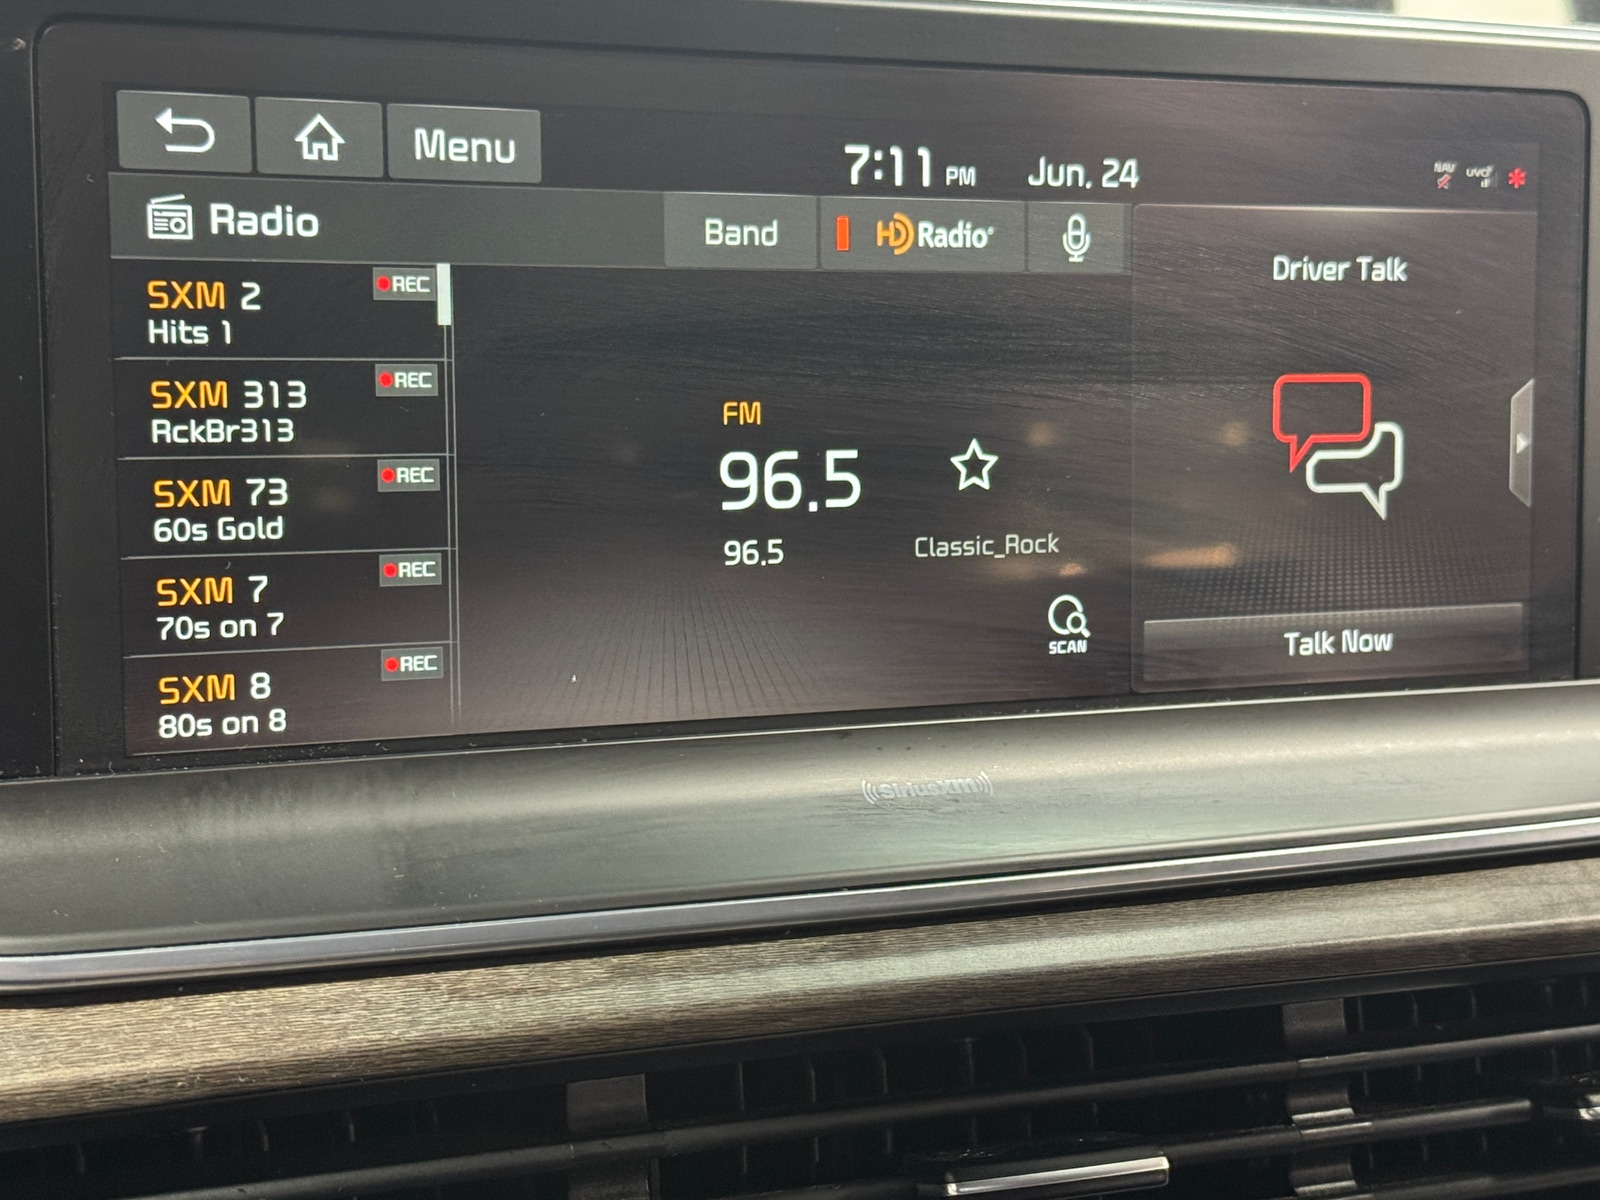 Menu
7:11 PM
Jun, 24
NAV
UVO
Radio
Band
HD Radio
Driver Talk
SXM 2
REC
Hits 1
SXM 313
REC
RckBr313
SXM 73
REC
60s Gold
SXM 7
REC
70s on 7
SXM 8
REC
80s on 8
FM
96.5
96.5
Classic_Rock
SCAN
Talk Now
SiriusXM